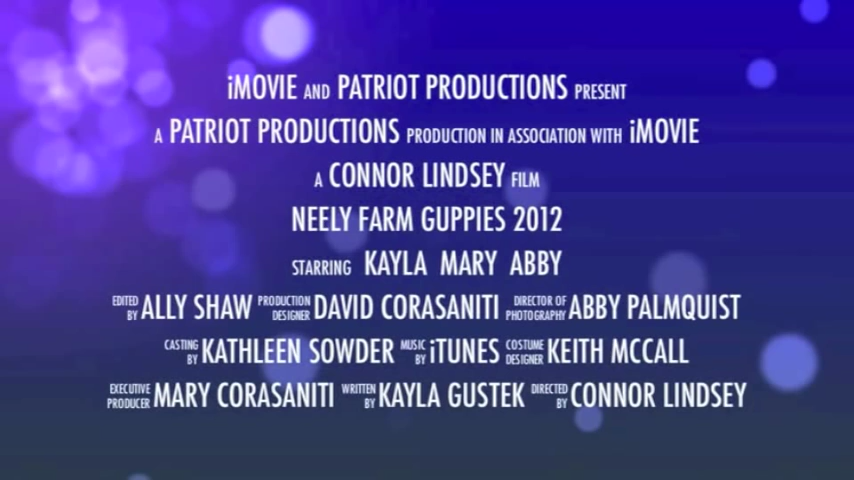 iMOVIE AND PATRIOT PRODUCTIONS PRESENT
A PATRIOT PRODUCTIONS PRODUCTION IN ASSOCIATION WITH iMOVIE
A CONNOR LINDSEY FILM
NEELY FARM GUPPIES 2012
STARRING KAYLA MARY ABBY
EDITED BY ALLY SHAW PRODUCTION DESIGNER DAVID CORASANITI DIRECTOR OF PHOTOGRAPHY ABBY PALMQUIST
CASTING BY KATHLEEN SOWDER MUSIC BY iTUNES COSTUME DESIGNER KEITH MCCALL
EXECUTIVE PRODUCER MARY CORASANITI WRITTEN BY KAYLA GUSTEK DIRECTED BY CONNOR LINDSEY